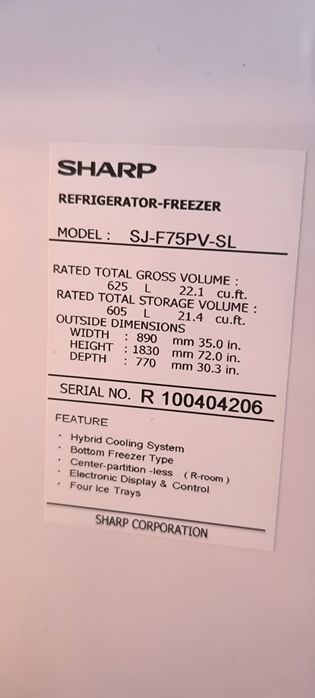 SHARP
REFRIGERATOR-FREEZER
MODEL : SJ-F75PV-SL
RATED TOTAL GROSS VOLUME :
625 L 22.1 cu.ft.
RATED TOTAL STORAGE VOLUME :
605 L 21.4 cu.ft.
OUTSIDE DIMENSIONS
WIDTH : 890 mm 35.0 in.
HEIGHT : 1830 mm 72.0 in.
DEPTH : 770 mm 30.3 in.
SERIAL NO. R 100404206
FEATURE
· Hybrid Cooling System
· Bottom Freezer Type
· Center-partition -less ( R-room )
· Electronic Display & Control
· Four Ice Trays
SHARP CORPORATION